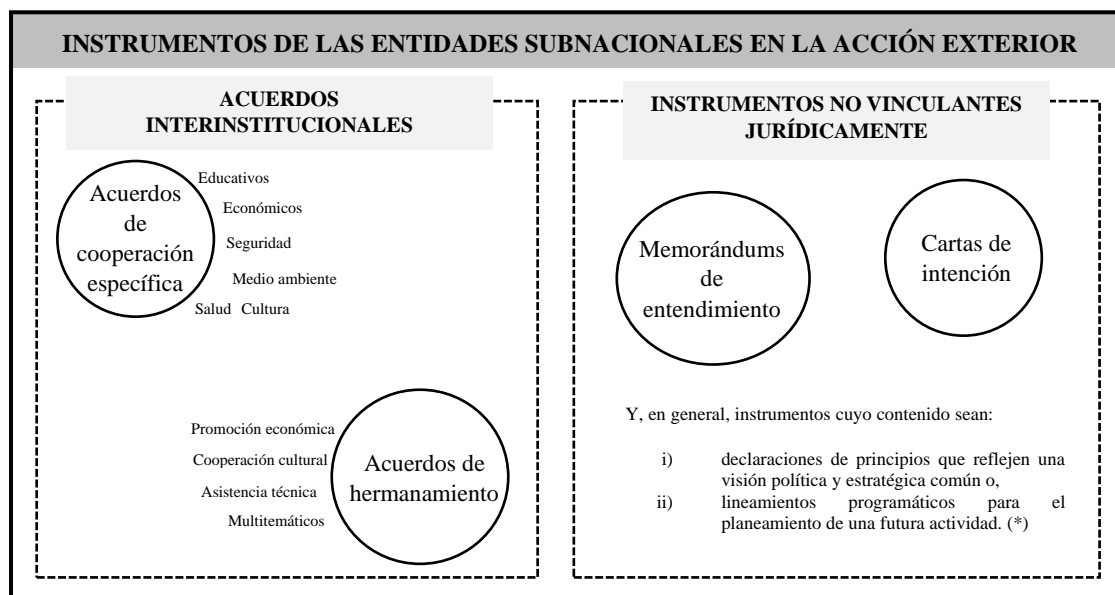 INSTRUMENTOS DE LAS ENTIDADES SUBNACIONALES EN LA ACCIÓN EXTERIOR
ACUERDOS
INTERINSTITUCIONALES
Acuerdos
de
cooperación
específica
Educativos
Económicos
Seguridad
Medio ambiente
Salud Cultura
Promoción económica
Cooperación cultural
Asistencia técnica
Multitemáticos
Acuerdos de
hermanamiento
INSTRUMENTOS NO VINCULANTES
JURÍDICAMENTE
Memorándums
de
entendimiento
Cartas de
intención
Y, en general, instrumentos cuyo contenido sean:
i) declaraciones de principios que reflejen una
visión política y estratégica común o,
ii) lineamientos programáticos para el
planeamiento de una futura actividad. (*)